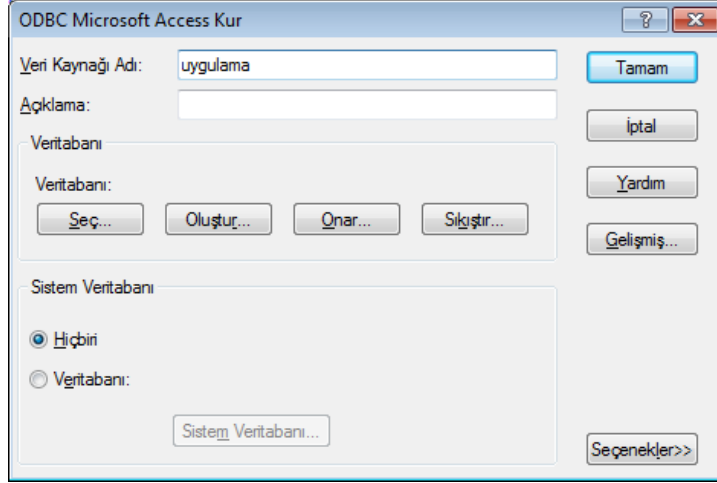 ODBC Microsoft Access Kur
Veri Kaynağı Adı: uygulama
Açıklama:
Tamam
İptal
Yardım
Gelişmiş...
Veritabanı
Veritabanı:
Seç... Oluştur... Onar... Sıkıştır...
Sistem Veritabanı
Hiçbiri
Veritabanı:
Sistem Veritabanı...
Seçenekler>>